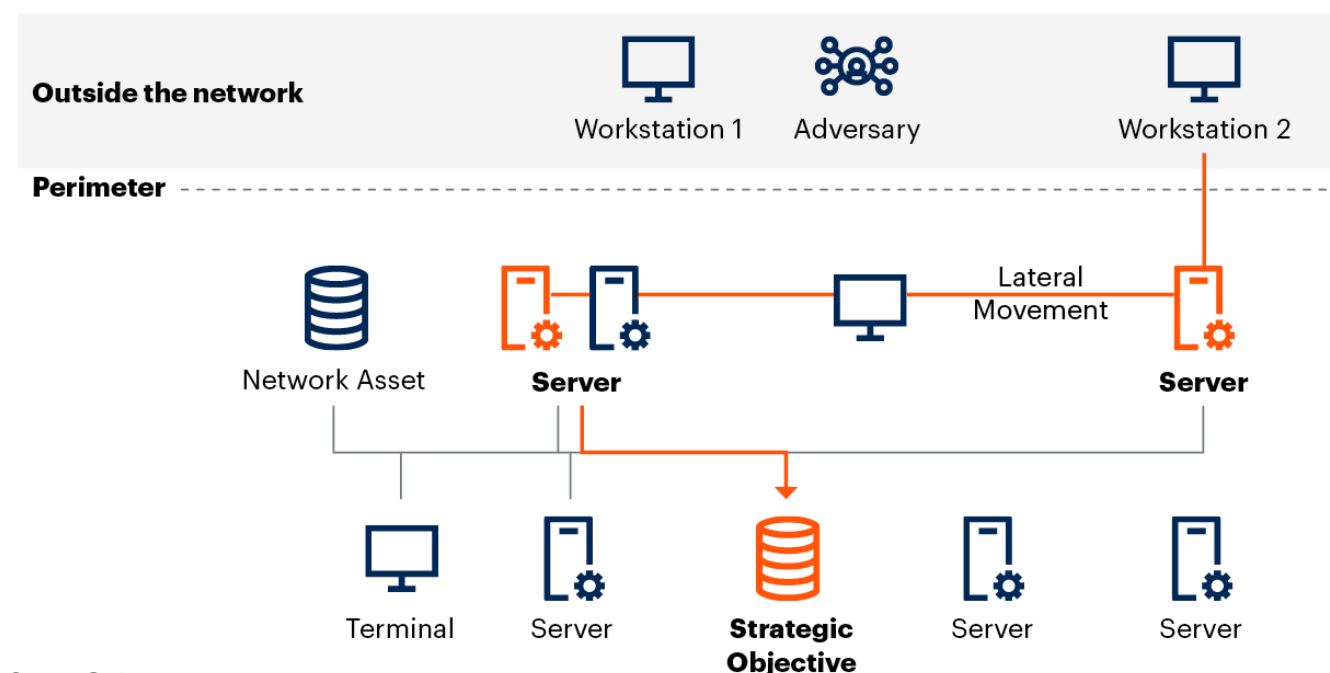 Outside the network
Workstation 1
Adversary
Workstation 2
Perimeter
Lateral
Movement
Network Asset
Server
Server
Terminal
Server
Strategic
Objective
Server
Server